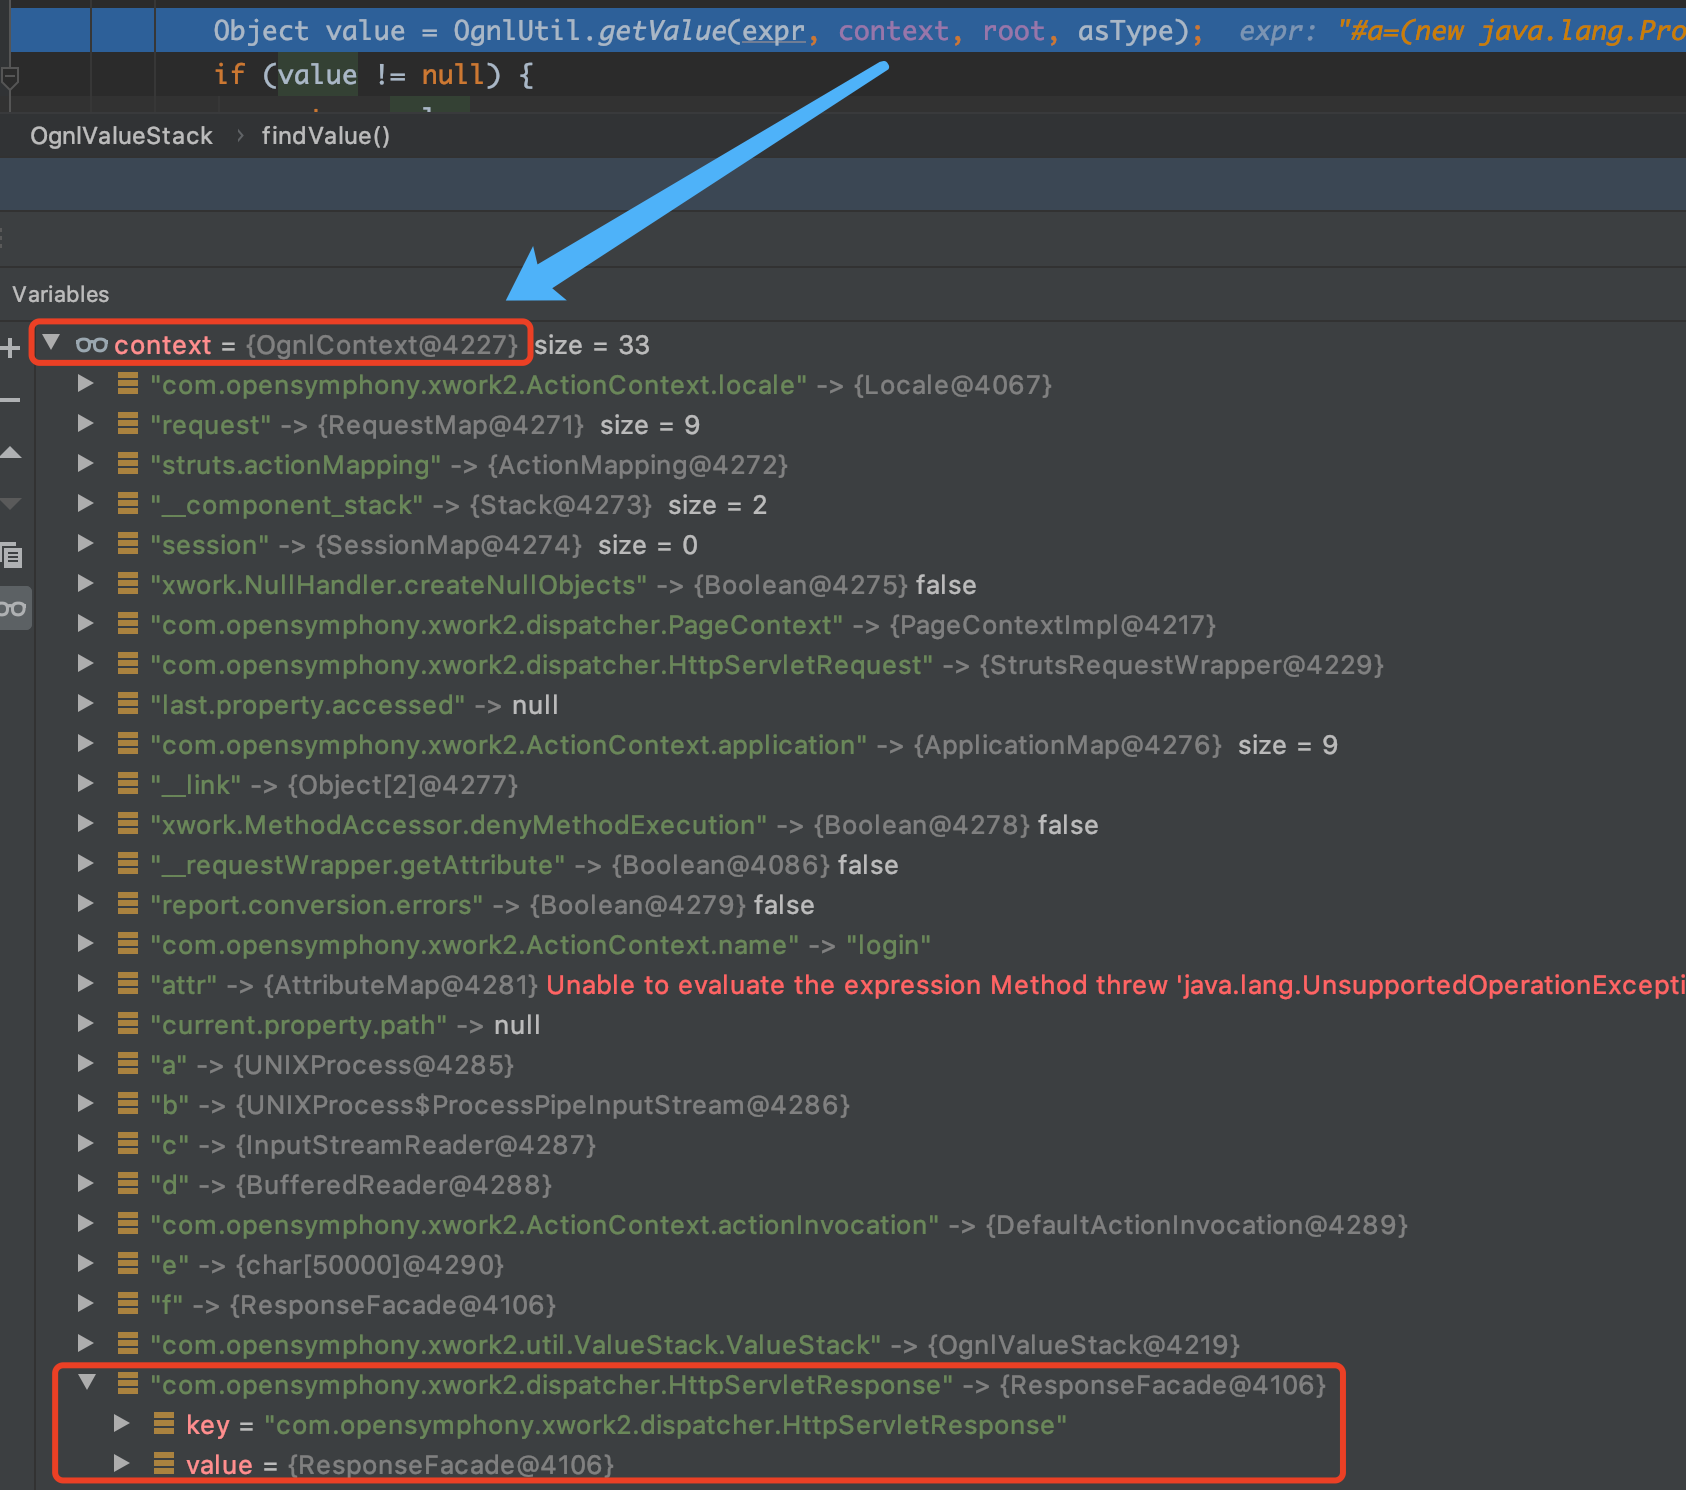 Object value = OgnlUtil.getValue(expr, context, root, asType); expr: "#a=(new java.lang.Pro
if (value != null) {
OgnlValueStack › findValue()
Variables
context = {OgnlContext@4227} size = 33
"com.opensymphony.xwork2.ActionContext.locale" -> {Locale@4067}
"request" -> {RequestMap@4271} size = 9
"struts.actionMapping" -> {ActionMapping@4272}
"__component_stack" -> {Stack@4273} size = 2
"session" -> {SessionMap@4274} size = 0
"xwork.NullHandler.createNullObjects" -> {Boolean@4275} false
"com.opensymphony.xwork2.dispatcher.PageContext" -> {PageContextImpl@4217}
"com.opensymphony.xwork2.dispatcher.HttpServletRequest" -> {StrutsRequestWrapper@4229}
"last.property.accessed" -> null
"com.opensymphony.xwork2.ActionContext.application" -> {ApplicationMap@4276} size = 9
"__link" -> {Object[2]@4277}
"xwork.MethodAccessor.denyMethodExecution" -> {Boolean@4278} false
"__requestWrapper.getAttribute" -> {Boolean@4086} false
"report.conversion.errors" -> {Boolean@4279} false
"com.opensymphony.xwork2.ActionContext.name" -> "login"
"attr" -> {AttributeMap@4281} Unable to evaluate the expression Method threw 'java.lang.UnsupportedOperationExcepti
"current.property.path" -> null
"a" -> {UNIXProcess@4285}
"b" -> {UNIXProcess$ProcessPipeInputStream@4286}
"c" -> {InputStreamReader@4287}
"d" -> {BufferedReader@4288}
"com.opensymphony.xwork2.ActionContext.actionInvocation" -> {DefaultActionInvocation@4289}
"e" -> {char[50000]@4290}
"f" -> {ResponseFacade@4106}
"com.opensymphony.xwork2.util.ValueStack.ValueStack" -> {OgnlValueStack@4219}
"com.opensymphony.xwork2.dispatcher.HttpServletResponse" -> {ResponseFacade@4106}
key = "com.opensymphony.xwork2.dispatcher.HttpServletResponse"
value = {ResponseFacade@4106}